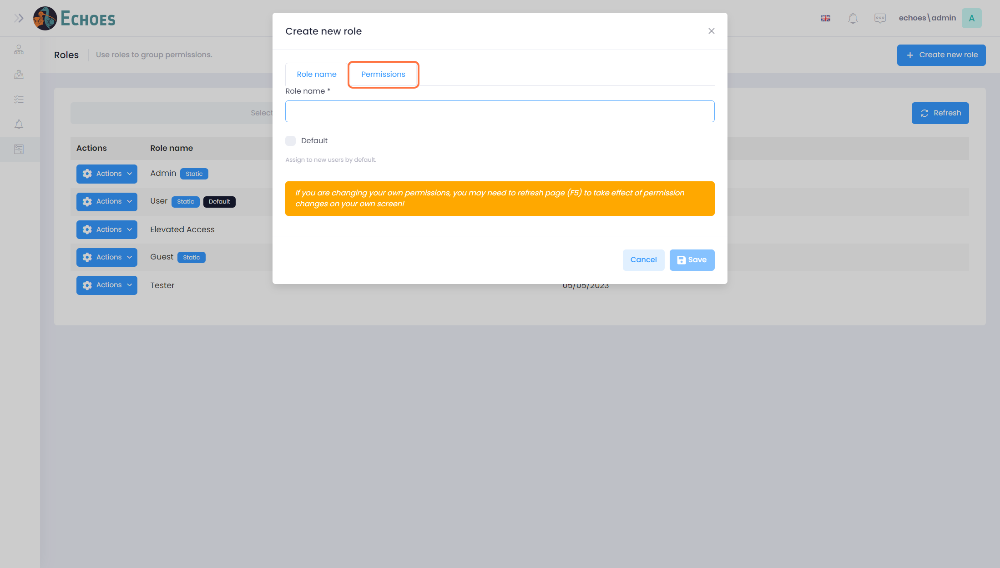 ECHOES
echoes\admin
A
Roles
Use roles to group permissions.
Create new role
Select
Refresh
Actions
Role name
Actions
Admin
Static
Actions
User
Static
Default
Actions
Elevated Access
Actions
Guest
Static
Actions
Tester
05/05/2023
Create new role
Role name
Permissions
Role name *
Default
Assign to new users by default.
If you are changing your own permissions, you may need to refresh page (F5) to take effect of permission
changes on your own screen!
Cancel
Save